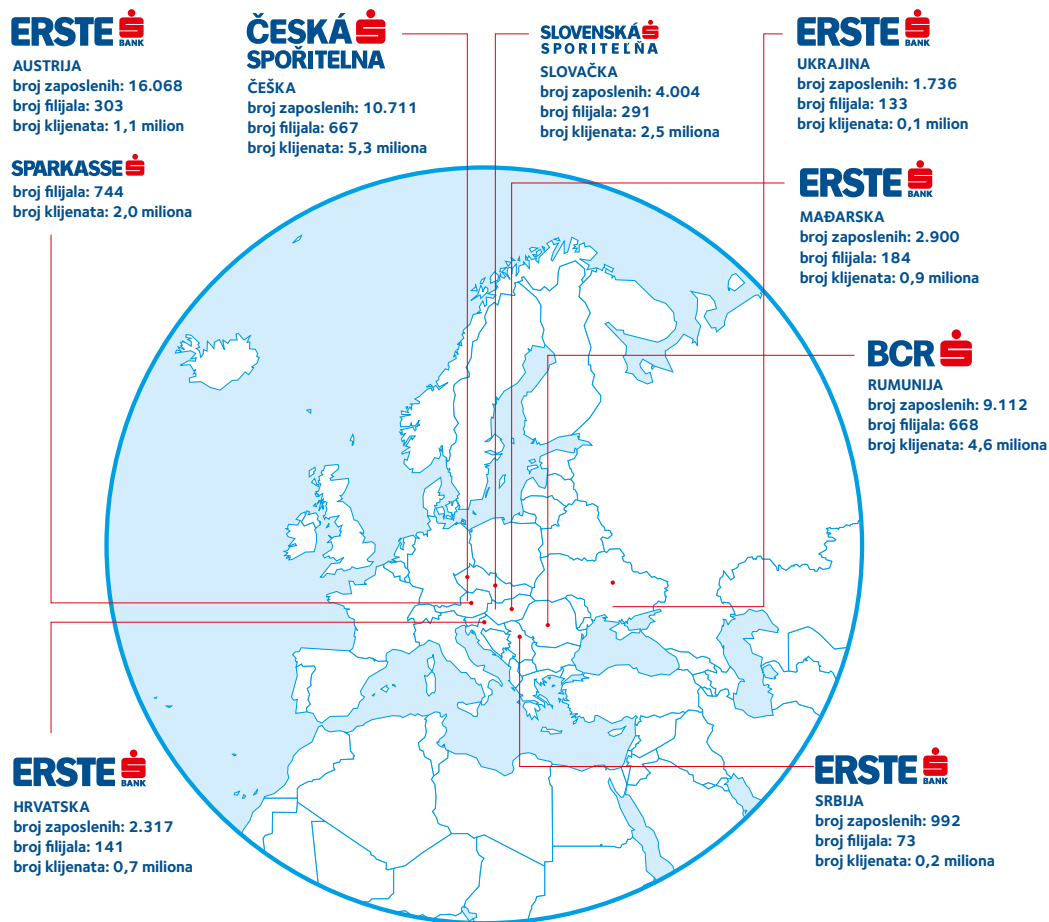 ERSTE
BANK
AUSTRIJA
broj zaposlenih: 16.068
broj filijala: 303
broj klijenata: 1,1 milion
SPARKASSE
broj filijala: 744
broj klijenata: 2,0 miliona
ČESKÁ
SPOŘITELNA
ČEŠKA
broj zaposlenih: 10.711
broj filijala: 667
broj klijenata: 5,3 miliona
SLOVENSKÁ
SPORITEĽŇA
SLOVAČKA
broj zaposlenih: 4.004
broj filijala: 291
broj klijenata: 2,5 miliona
ERSTE
BANK
UKRAJINA
broj zaposlenih: 1.736
broj filijala: 133
broj klijenata: 0,1 milion
ERSTE
BANK
MAĐARSKA
broj zaposlenih: 2.900
broj filijala: 184
broj klijenata: 0,9 miliona
BCR
RUMUNIJA
broj zaposlenih: 9.112
broj filijala: 668
broj klijenata: 4,6 miliona
ERSTE
BANK
HRVATSKA
broj zaposlenih: 2.317
broj filijala: 141
broj klijenata: 0,7 miliona
ERSTE
BANK
SRBIJA
broj zaposlenih: 992
broj filijala: 73
broj klijenata: 0,2 miliona